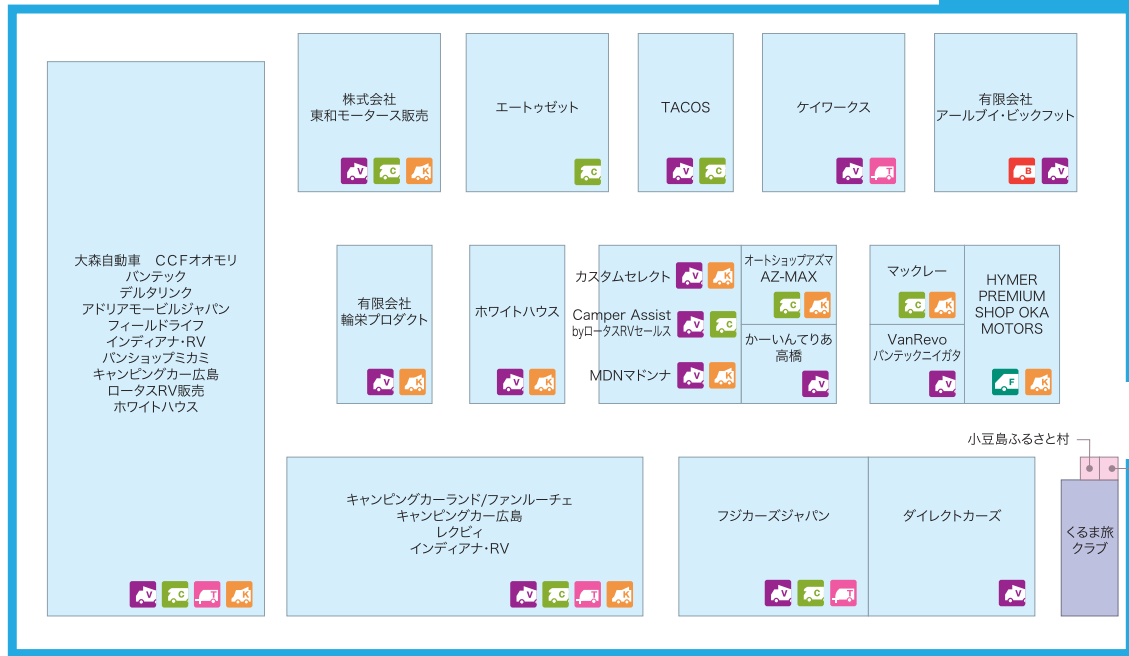 株式会社
東和モータース販売
V C K
エートゥゼット
C
TACOS
V C
ケイワークス
V T
有限会社
アールブイ・ビックフット
B V
大森自動車　CCFオオモリ
バンテック
デルタリンク
アドリアモービルジャパン
フィールドライフ
インディアナ・RV
バンショップミカミ
キャンピングカー広島
ロータスRV販売
ホワイトハウス
V C T K
有限会社
輪栄プロダクト
V K
ホワイトハウス
V K
カスタムセレクト V K
Camper Assist
byロータスRVセールス V C
MDNマドンナ V K
オートショップアズマ
AZ-MAX
C K
かーいんてりあ
高橋
V
マックレー
C K
VanRevo
バンテックニイガタ
V
HYMER
PREMIUM
SHOP OKA
MOTORS
F K
キャンピングカーランド/ファンルーチェ
キャンピングカー広島
レクビィ
インディアナ・RV
V C T K
フジカーズジャパン
V C T
ダイレクトカーズ
V
小豆島ふるさと村
くるま旅
クラブ